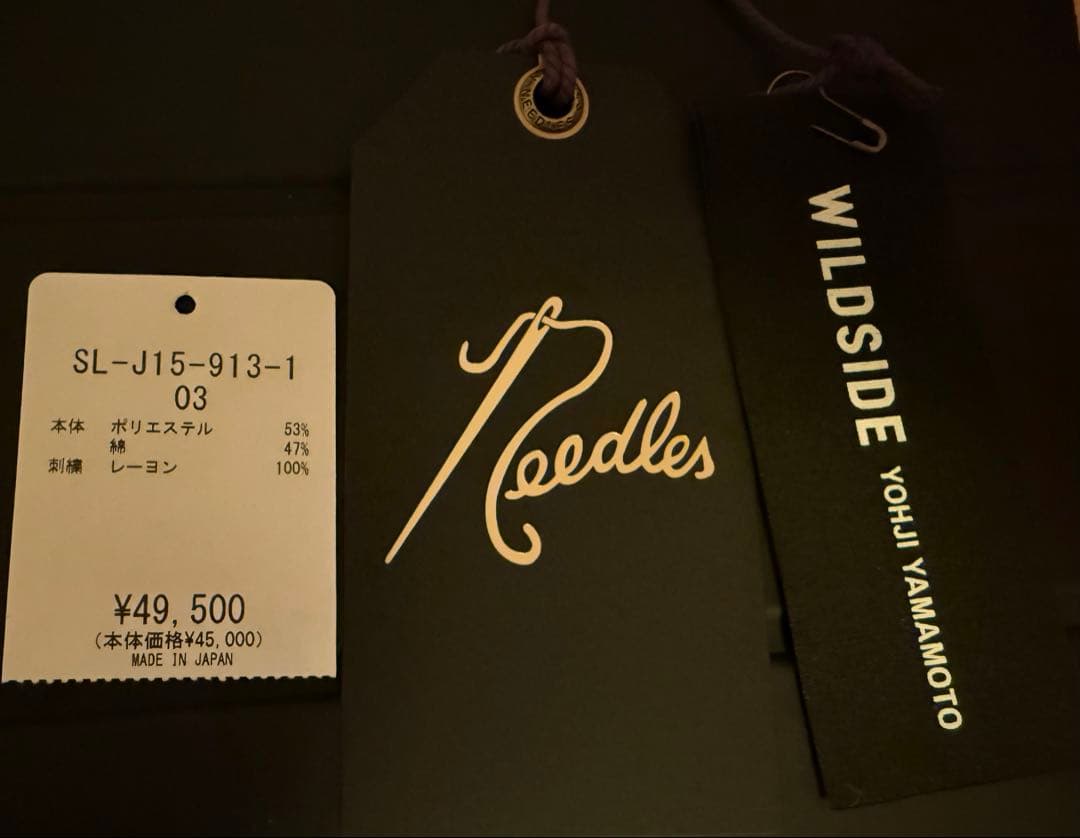 SL-J15-913-1
03
本体 ポリエステル 53%
綿 47%
刺繍 レーヨン 100%
¥49,500
(本体価格¥45,000)
MADE IN JAPAN
NEEDLES
Needles
WILDSIDE YOHJI YAMAMOTO